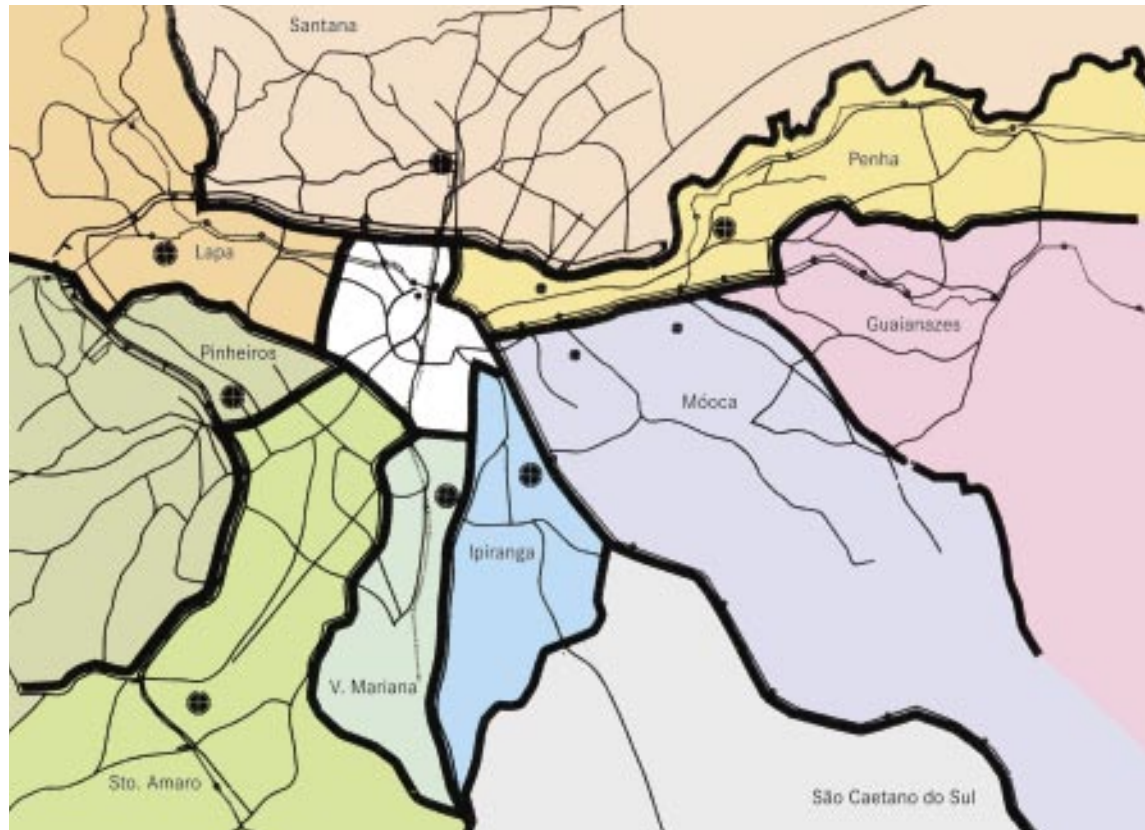 Santana
Penha
Lapa
Guaianazes
Pinheiros
Móoca
Ipiranga
V. Mariana
Sto. Amaro
São Caetano do Sul